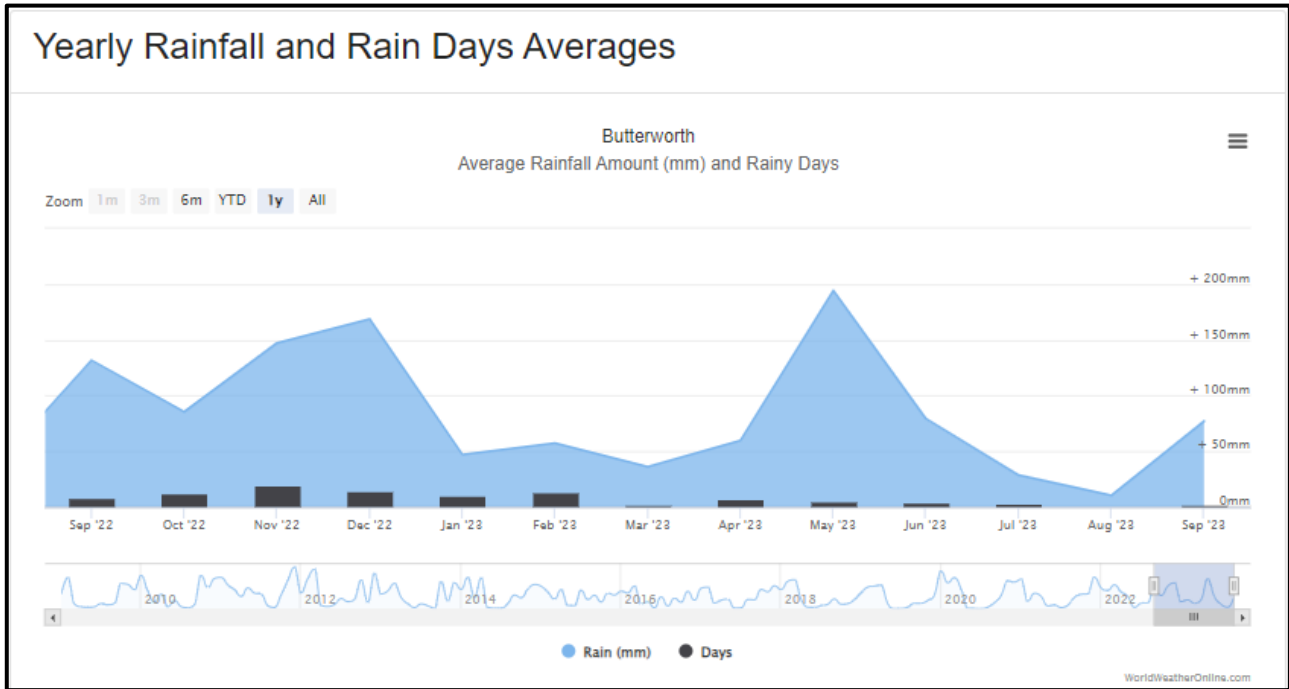 Yearly Rainfall and Rain Days Averages
Butterworth
Average Rainfall Amount (mm) and Rainy Days
Zoom 1m 3m 6m YTD 1y All
+ 200mm
+ 150mm
+ 100mm
+ 50mm
0mm
Sep '22 Oct '22 Nov '22 Dec '22 Jan '23 Feb '23 Mar '23 Apr '23 May '23 Jun '23 Jul '23 Aug '23 Sep '23
2010 2012 2014 2016 2018 2020 2022
Rain (mm) Days
WorldWeatherOnline.com